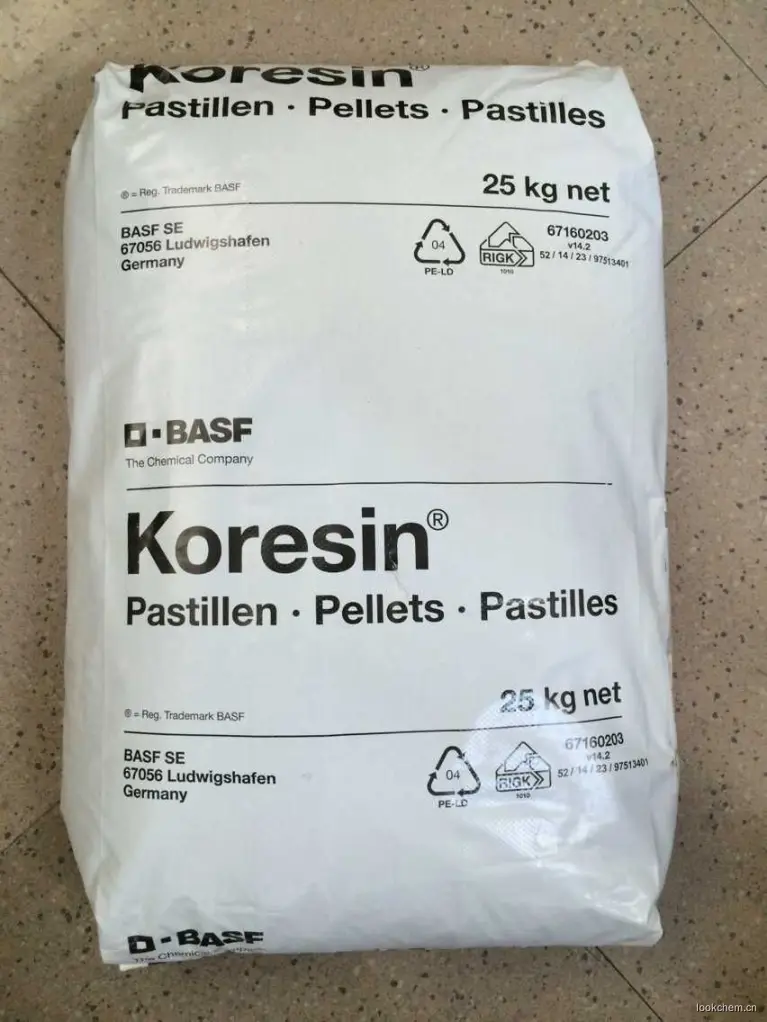 Koresin®
Pastillen · Pellets · Pastilles
® = Reg. Trademark BASF
25 kg net
BASF SE
67056 Ludwigshafen
Germany
04
PE-LD
RIGK
1010
67160203
v14.2
52 / 14 / 23 / 97513401
BASF
The Chemical Company
Koresin®
Pastillen · Pellets · Pastilles
® = Reg. Trademark BASF
25 kg net
BASF SE
67056 Ludwigshafen
Germany
04
PE-LD
RIGK
1010
67160203
v14.2
52 / 14 / 23 / 97513401
BASF
The Chemical Company
lookchem.cn